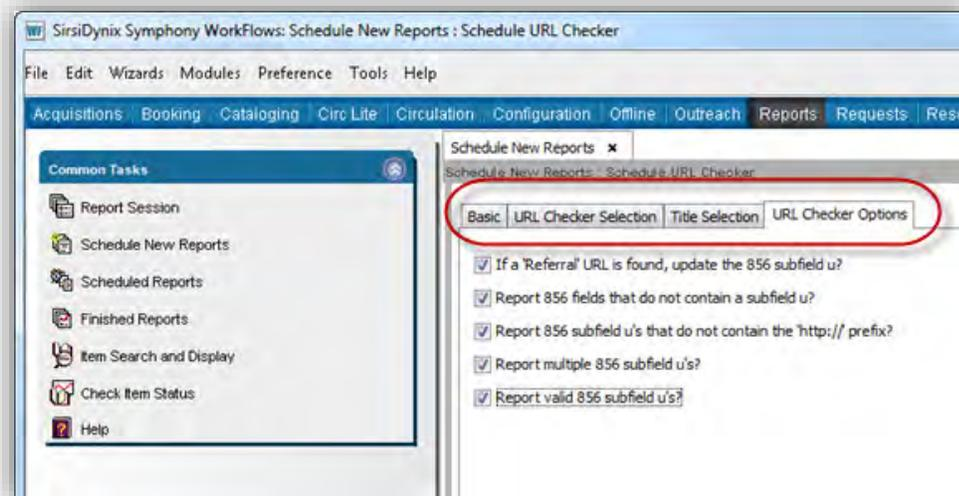 WF SirsiDynix Symphony WorkFlows: Schedule New Reports : Schedule URL Checker
File Edit Wizards Modules Preference Tools Help
Acquisitions Booking Cataloging Circ Lite Circulation Configuration Offline Outreach Reports Requests Rese
Schedule New Reports x
Schedule New Reports : Schedule URL Checker
Common Tasks
Report Session
Schedule New Reports
Scheduled Reports
Finished Reports
Item Search and Display
Check Item Status
? Help
Basic URL Checker Selection Title Selection URL Checker Options
If a 'Referral' URL is found, update the 856 subfield u?
Report 856 fields that do not contain a subfield u?
Report 856 subfield u's that do not contain the 'http://' prefix?
Report multiple 856 subfield u's?
Report valid 856 subfield u's?